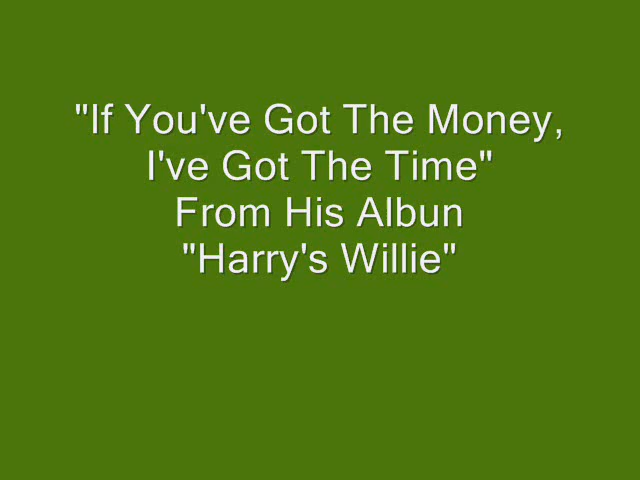 "If You've Got The Money,
I've Got The Time"
From His Albun
"Harry's Willie"